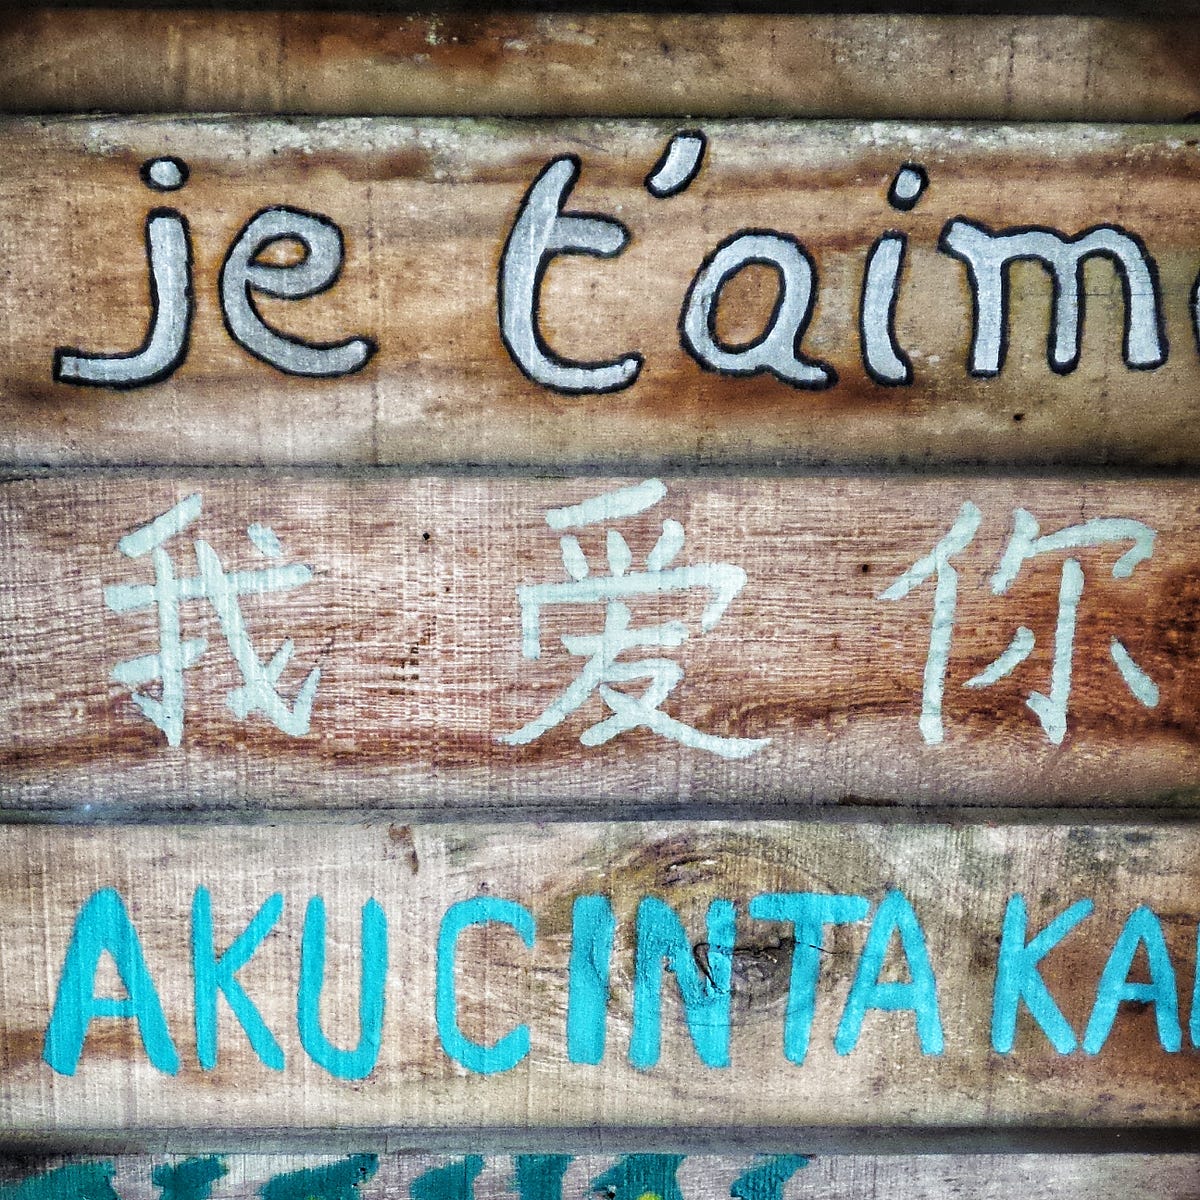 je t'aim
我爱你
AKU CINTA KA